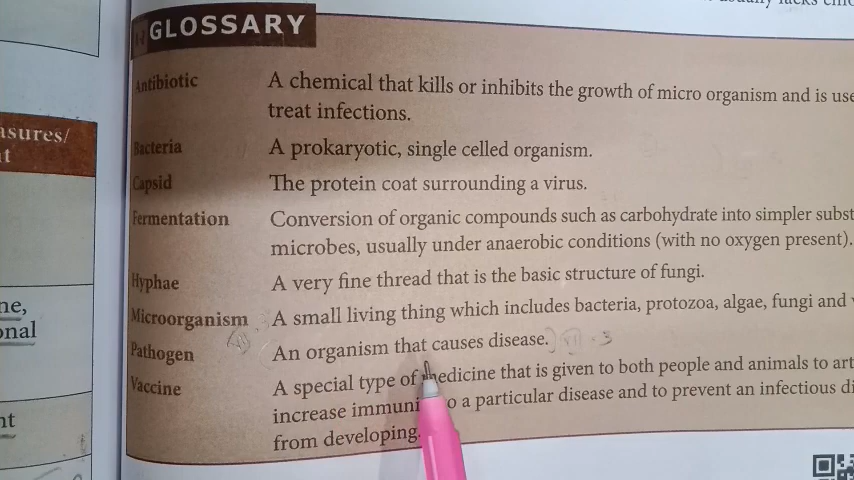 usually lacks
GLOSSARY
Antibiotic A chemical that kills or inhibits the growth of micro organism and is use
treat infections.
asures/
t
Bacteria A prokaryotic, single celled organism.
Capsid The protein coat surrounding a virus.
Fermentation Conversion of organic compounds such as carbohydrate into simpler subst
microbes, usually under anaerobic conditions (with no oxygen present).
Hyphae A very fine thread that is the basic structure of fungi.
ne,
Microorganism A small living thing which includes bacteria, protozoa, algae, fungi and
onal
Pathogen An organism that causes disease.
Vaccine A special type of medicine that is given to both people and animals to art
increase immuni o a particular disease and to prevent an infectious di
nt
from developing.